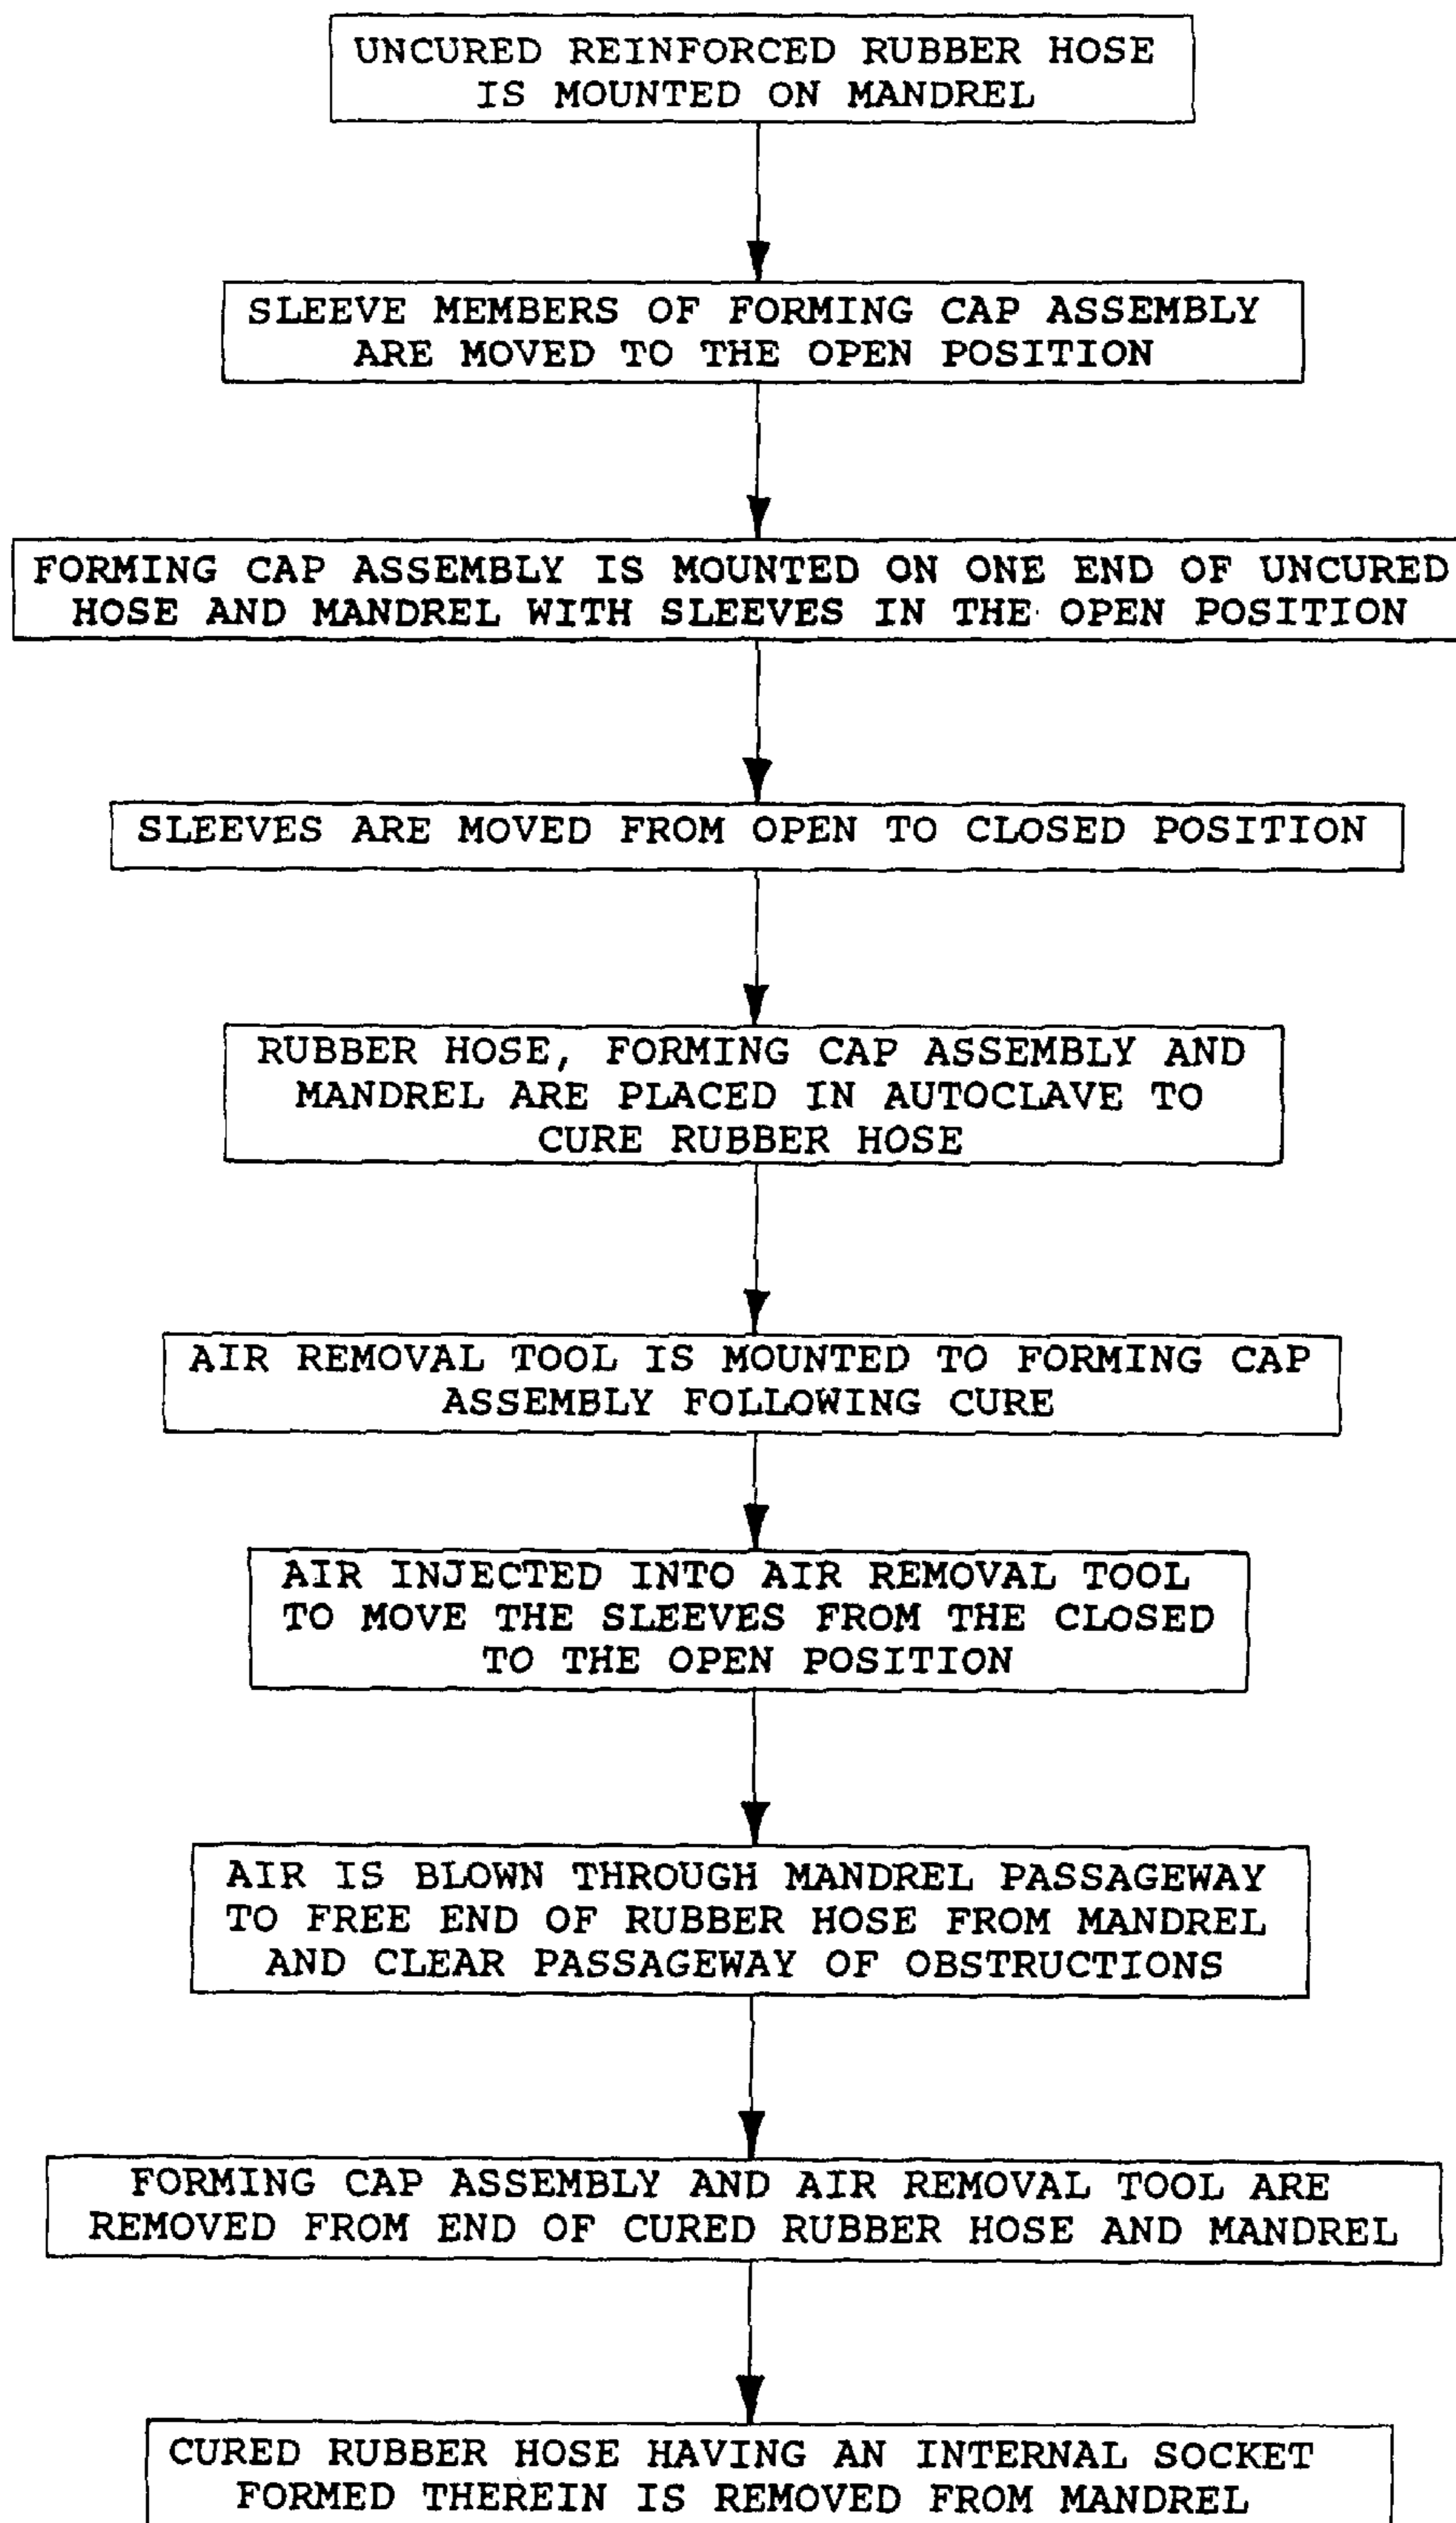 UNCURED REINFORCED RUBBER HOSE
IS MOUNTED ON MANDREL
SLEEVE MEMBERS OF FORMING CAP ASSEMBLY
ARE MOVED TO THE OPEN POSITION
FORMING CAP ASSEMBLY IS MOUNTED ON ONE END OF UNCURED
HOSE AND MANDREL WITH SLEEVES IN THE OPEN POSITION
SLEEVES ARE MOVED FROM OPEN TO CLOSED POSITION
RUBBER HOSE, FORMING CAP ASSEMBLY AND
MANDREL ARE PLACED IN AUTOCLAVE TO
CURE RUBBER HOSE
AIR REMOVAL TOOL IS MOUNTED TO FORMING CAP
ASSEMBLY FOLLOWING CURE
AIR INJECTED INTO AIR REMOVAL TOOL
TO MOVE THE SLEEVES FROM THE CLOSED
TO THE OPEN POSITION
AIR IS BLOWN THROUGH MANDREL PASSAGEWAY
TO FREE END OF RUBBER HOSE FROM MANDREL
AND CLEAR PASSAGEWAY OF OBSTRUCTIONS
FORMING CAP ASSEMBLY AND AIR REMOVAL TOOL ARE
REMOVED FROM END OF CURED RUBBER HOSE AND MANDREL
CURED RUBBER HOSE HAVING AN INTERNAL SOCKET
FORMED THEREIN IS REMOVED FROM MANDREL